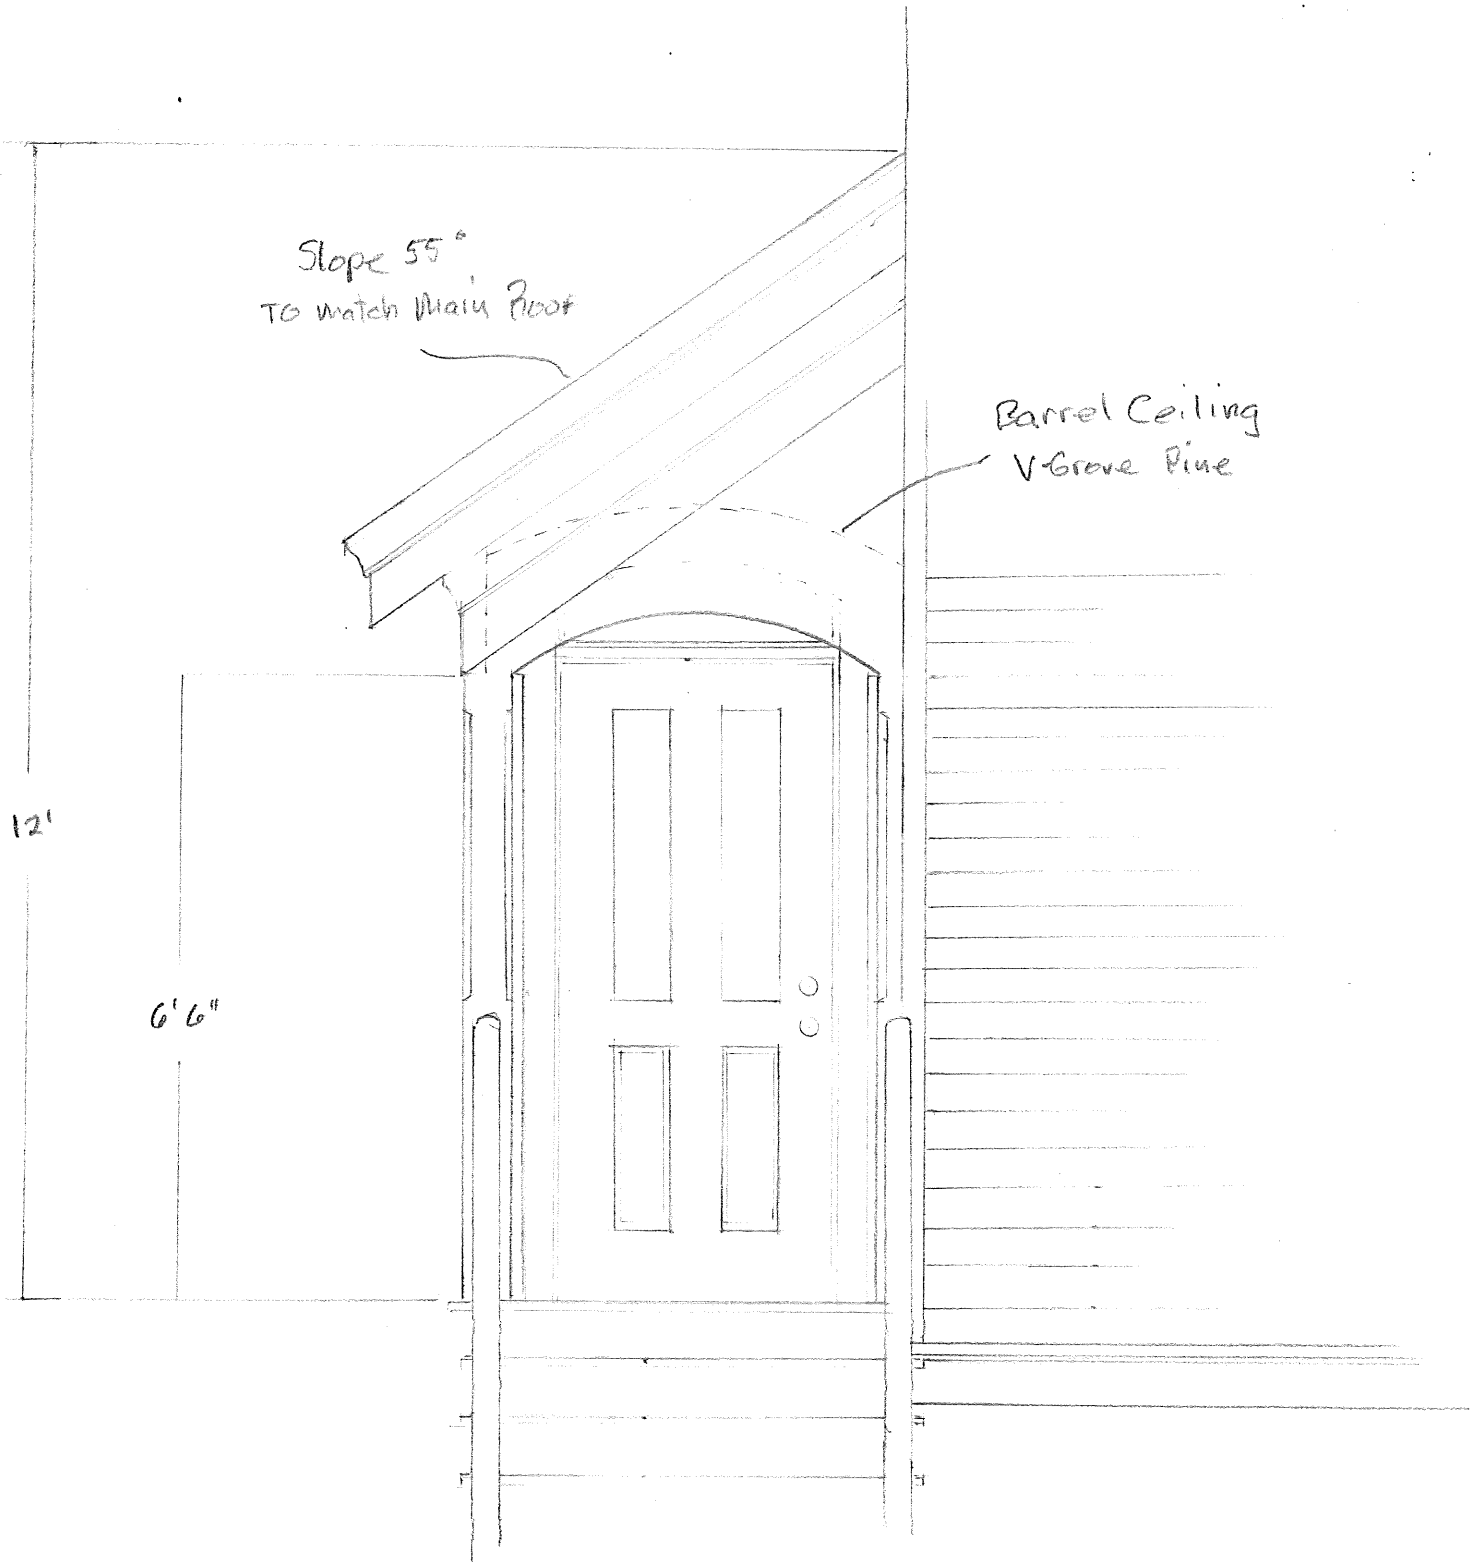 Slope 55°
TO Match Main Roof
Barrel Ceiling
V-Grove Pine
12'
6'6"